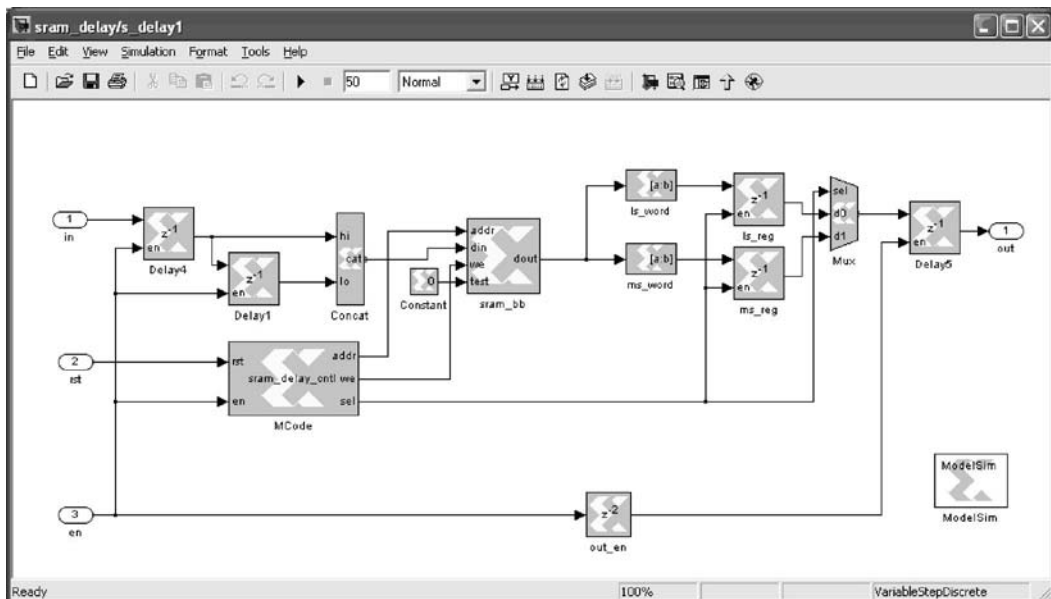 sram_delay/s_delay1
File Edit View Simulation Format Tools Help
50 Normal
1
in
z-1
en
Delay4
z-1
en
Delay1
hi
cat
lo
Concat
0
Constant
addr
din
we
test
dout
sram_bb
[a:b]
ls_word
[a:b]
ms_word
z-1
en
ls_reg
z-1
en
ms_reg
sel
d0
d1
Mux
z-1
en
Delay5
1
out
2
rst
rst
en
sram_delay_cntl
addr
we
sel
MCode
3
en
z-2
out_en
ModelSim
ModelSim
Ready 100% VariableStepDiscrete